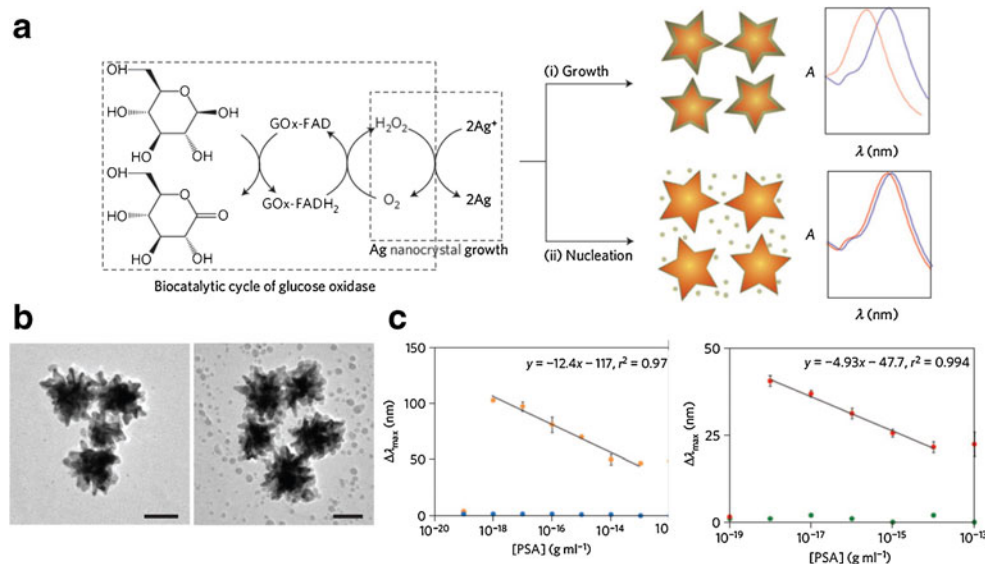 a
OH
OH
O
HO
OH
HO
OH
GOx-FAD
H₂O₂
2Ag⁺
OH
O
HO
O
HO
OH
GOx-FADH₂
O₂
2Ag
Ag nanocrystal growth
Biocatalytic cycle of glucose oxidase
(i) Growth
A
λ (nm)
(ii) Nucleation
A
λ (nm)
b
c
y = −12.4x − 117, r² = 0.97
150
100
50
0
Δλmax (nm)
10⁻²⁰
10⁻¹⁸
10⁻¹⁶
10⁻¹⁴
10
[PSA] (g ml⁻¹)
y = −4.93x − 47.7, r² = 0.994
50
25
0
Δλmax (nm)
10⁻¹⁹
10⁻¹⁷
10⁻¹⁵
10⁻¹³
[PSA] (g ml⁻¹)